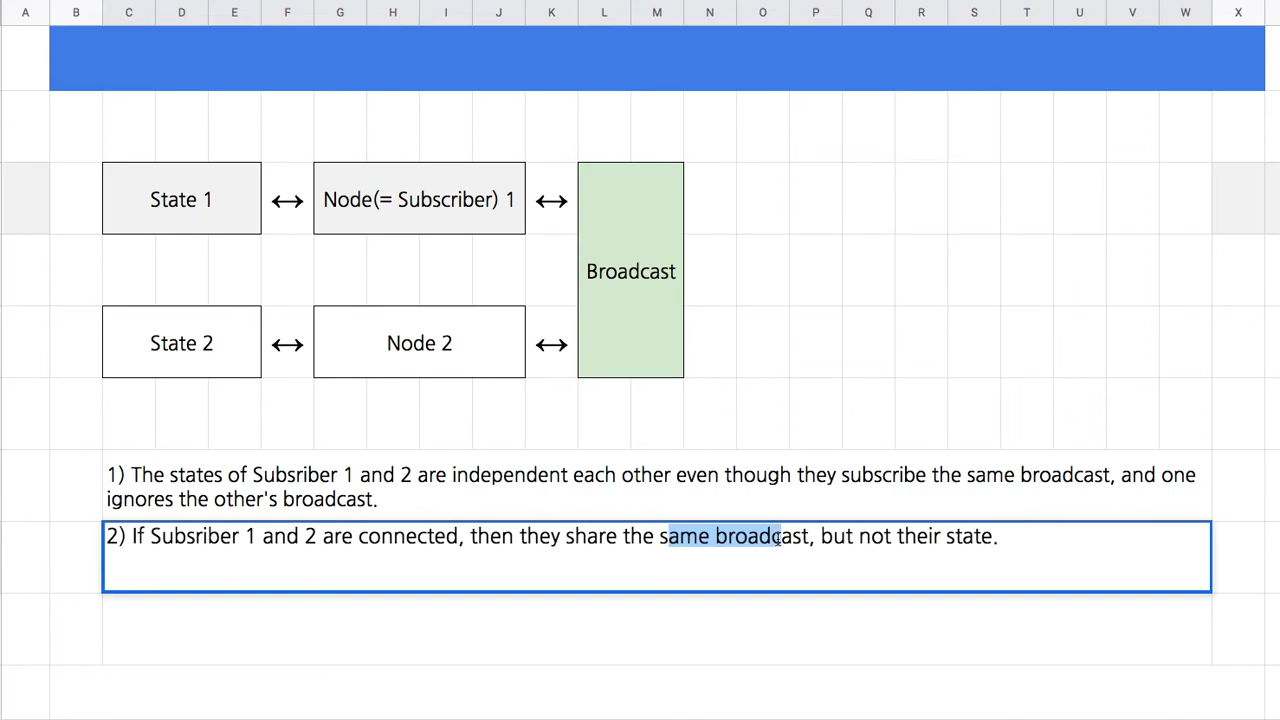 A B C D E F G H I J K L M N O P Q R S T U V W X
State 1 ↔ Node(= Subscriber) 1 ↔
Broadcast
State 2 ↔ Node 2 ↔
1) The states of Subsriber 1 and 2 are independent each other even though they subscribe the same broadcast, and one
ignores the other's broadcast.
2) If Subsriber 1 and 2 are connected, then they share the same broadcast, but not their state.